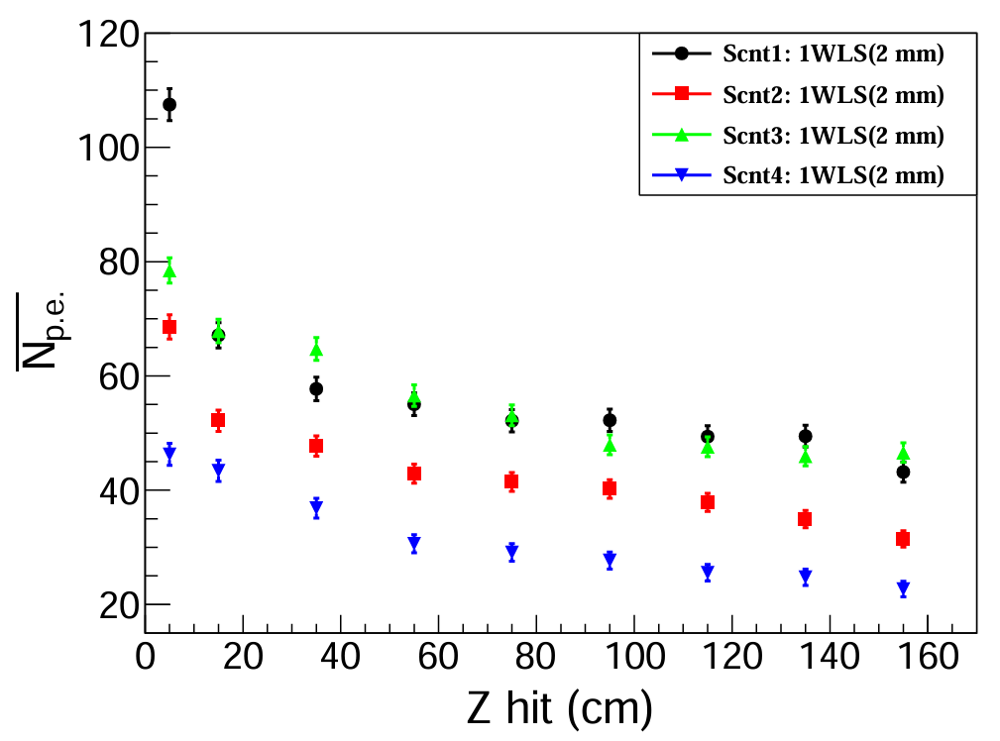 120
100
80
60
40
20
0 20 40 60 80 100 120 140 160
N p.e.
Z hit (cm)
Scnt1: 1WLS(2 mm)
Scnt2: 1WLS(2 mm)
Scnt3: 1WLS(2 mm)
Scnt4: 1WLS(2 mm)